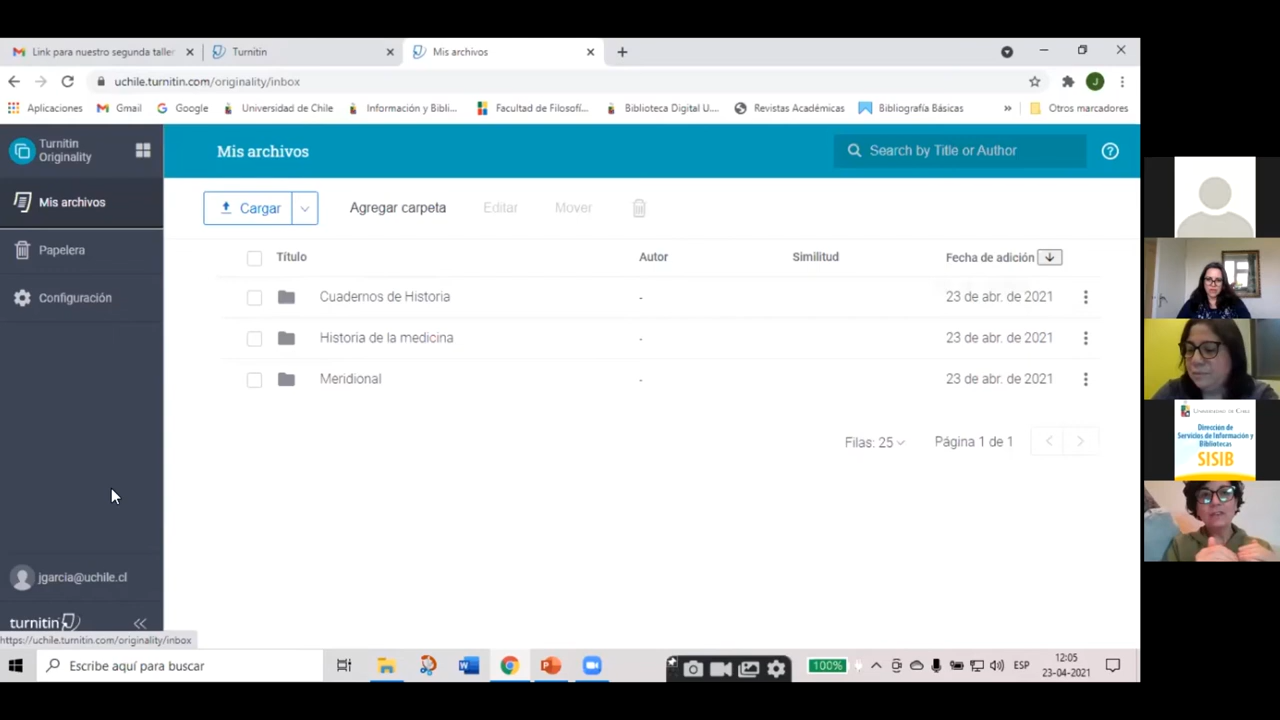 Link para nuestro segunda taller
Turnitin
Mis archivos
uchile.turnitin.com/originality/inbox
J
Aplicaciones
Gmail
Google
Universidad de Chile
Información y Bibli...
Facultad de Filosofí...
Biblioteca Digital U....
Revistas Académicas
Bibliografía Básicas
»
Otros marcadores
Turnitin
Originality
Mis archivos
Search by Title or Author
Mis archivos
Papelera
Configuración
Cargar
Agregar carpeta
Editar
Mover
Título
Autor
Similitud
Fecha de adición
Cuadernos de Historia
-
23 de abr. de 2021
Historia de la medicina
-
23 de abr. de 2021
Meridional
-
23 de abr. de 2021
Filas: 25
Página 1 de 1
jgarcia@uchile.cl
turnitin
https://uchile.turnitin.com/originality/inbox
Escribe aquí para buscar
100%
ESP
12:05
23-04-2021
UNIVERSIDAD DE CHILE
Dirección de
Servicios de Información y
Bibliotecas
SISIB